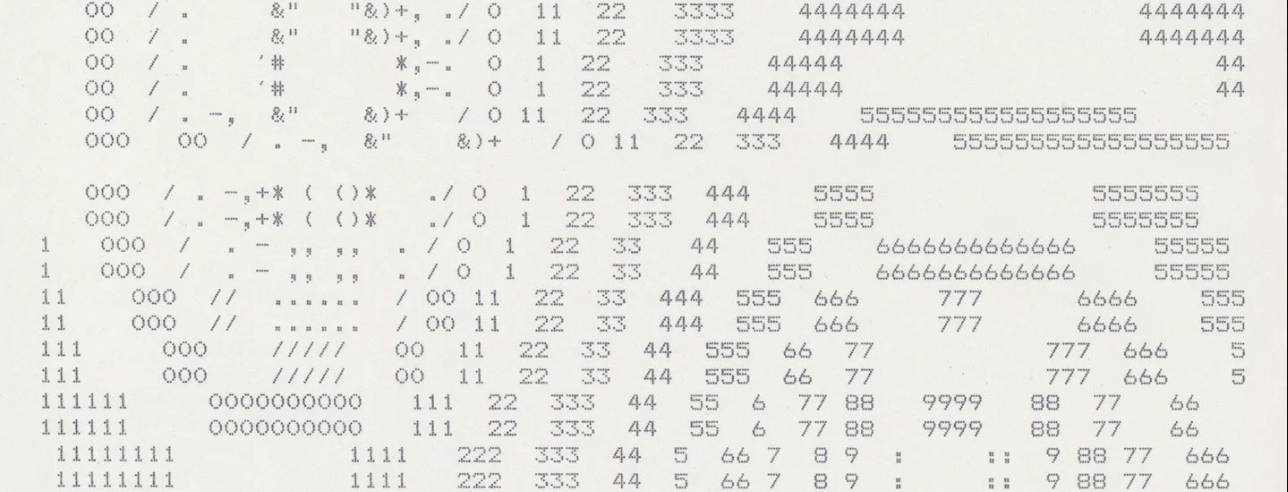 OO / . &" "&)+, ./ O 11 22 3333 4444444 4444444
OO / . &" "&)+, ./ O 11 22 3333 4444444 4444444
OO / . '# *,-. O 1 22 333 44444 44
OO / . '# *,-. O 1 22 333 44444 44
OO / . -, &" &)+ / O 11 22 333 4444 555555555555555555
OOO OO / . -, &" &)+ / O 11 22 333 4444 555555555555555555
OOO / . -,+* ( ()* ./ O 1 22 333 444 5555 5555555
OOO / . -,+* ( ()* ./ O 1 22 333 444 5555 5555555
1 OOO / . - ,, ,, . / O 1 22 33 44 555 6666666666666 55555
1 OOO / . - ,, ,, . / O 1 22 33 44 555 6666666666666 55555
11 OOO // ...... / OO 11 22 33 444 555 666 777 6666 555
11 OOO // ...... / OO 11 22 33 444 555 666 777 6666 555
111 OOO ///// OO 11 22 33 44 555 66 77 777 666 5
111 OOO ///// OO 11 22 33 44 555 66 77 777 666 5
111111 OOOOOOOOOO 111 22 333 44 55 6 77 88 9999 88 77 66
111111 OOOOOOOOOO 111 22 333 44 55 6 77 88 9999 88 77 66
11111111 1111 222 333 44 5 66 7 8 9 : :: 9 88 77 666
11111111 1111 222 333 44 5 66 7 8 9 : :: 9 88 77 666